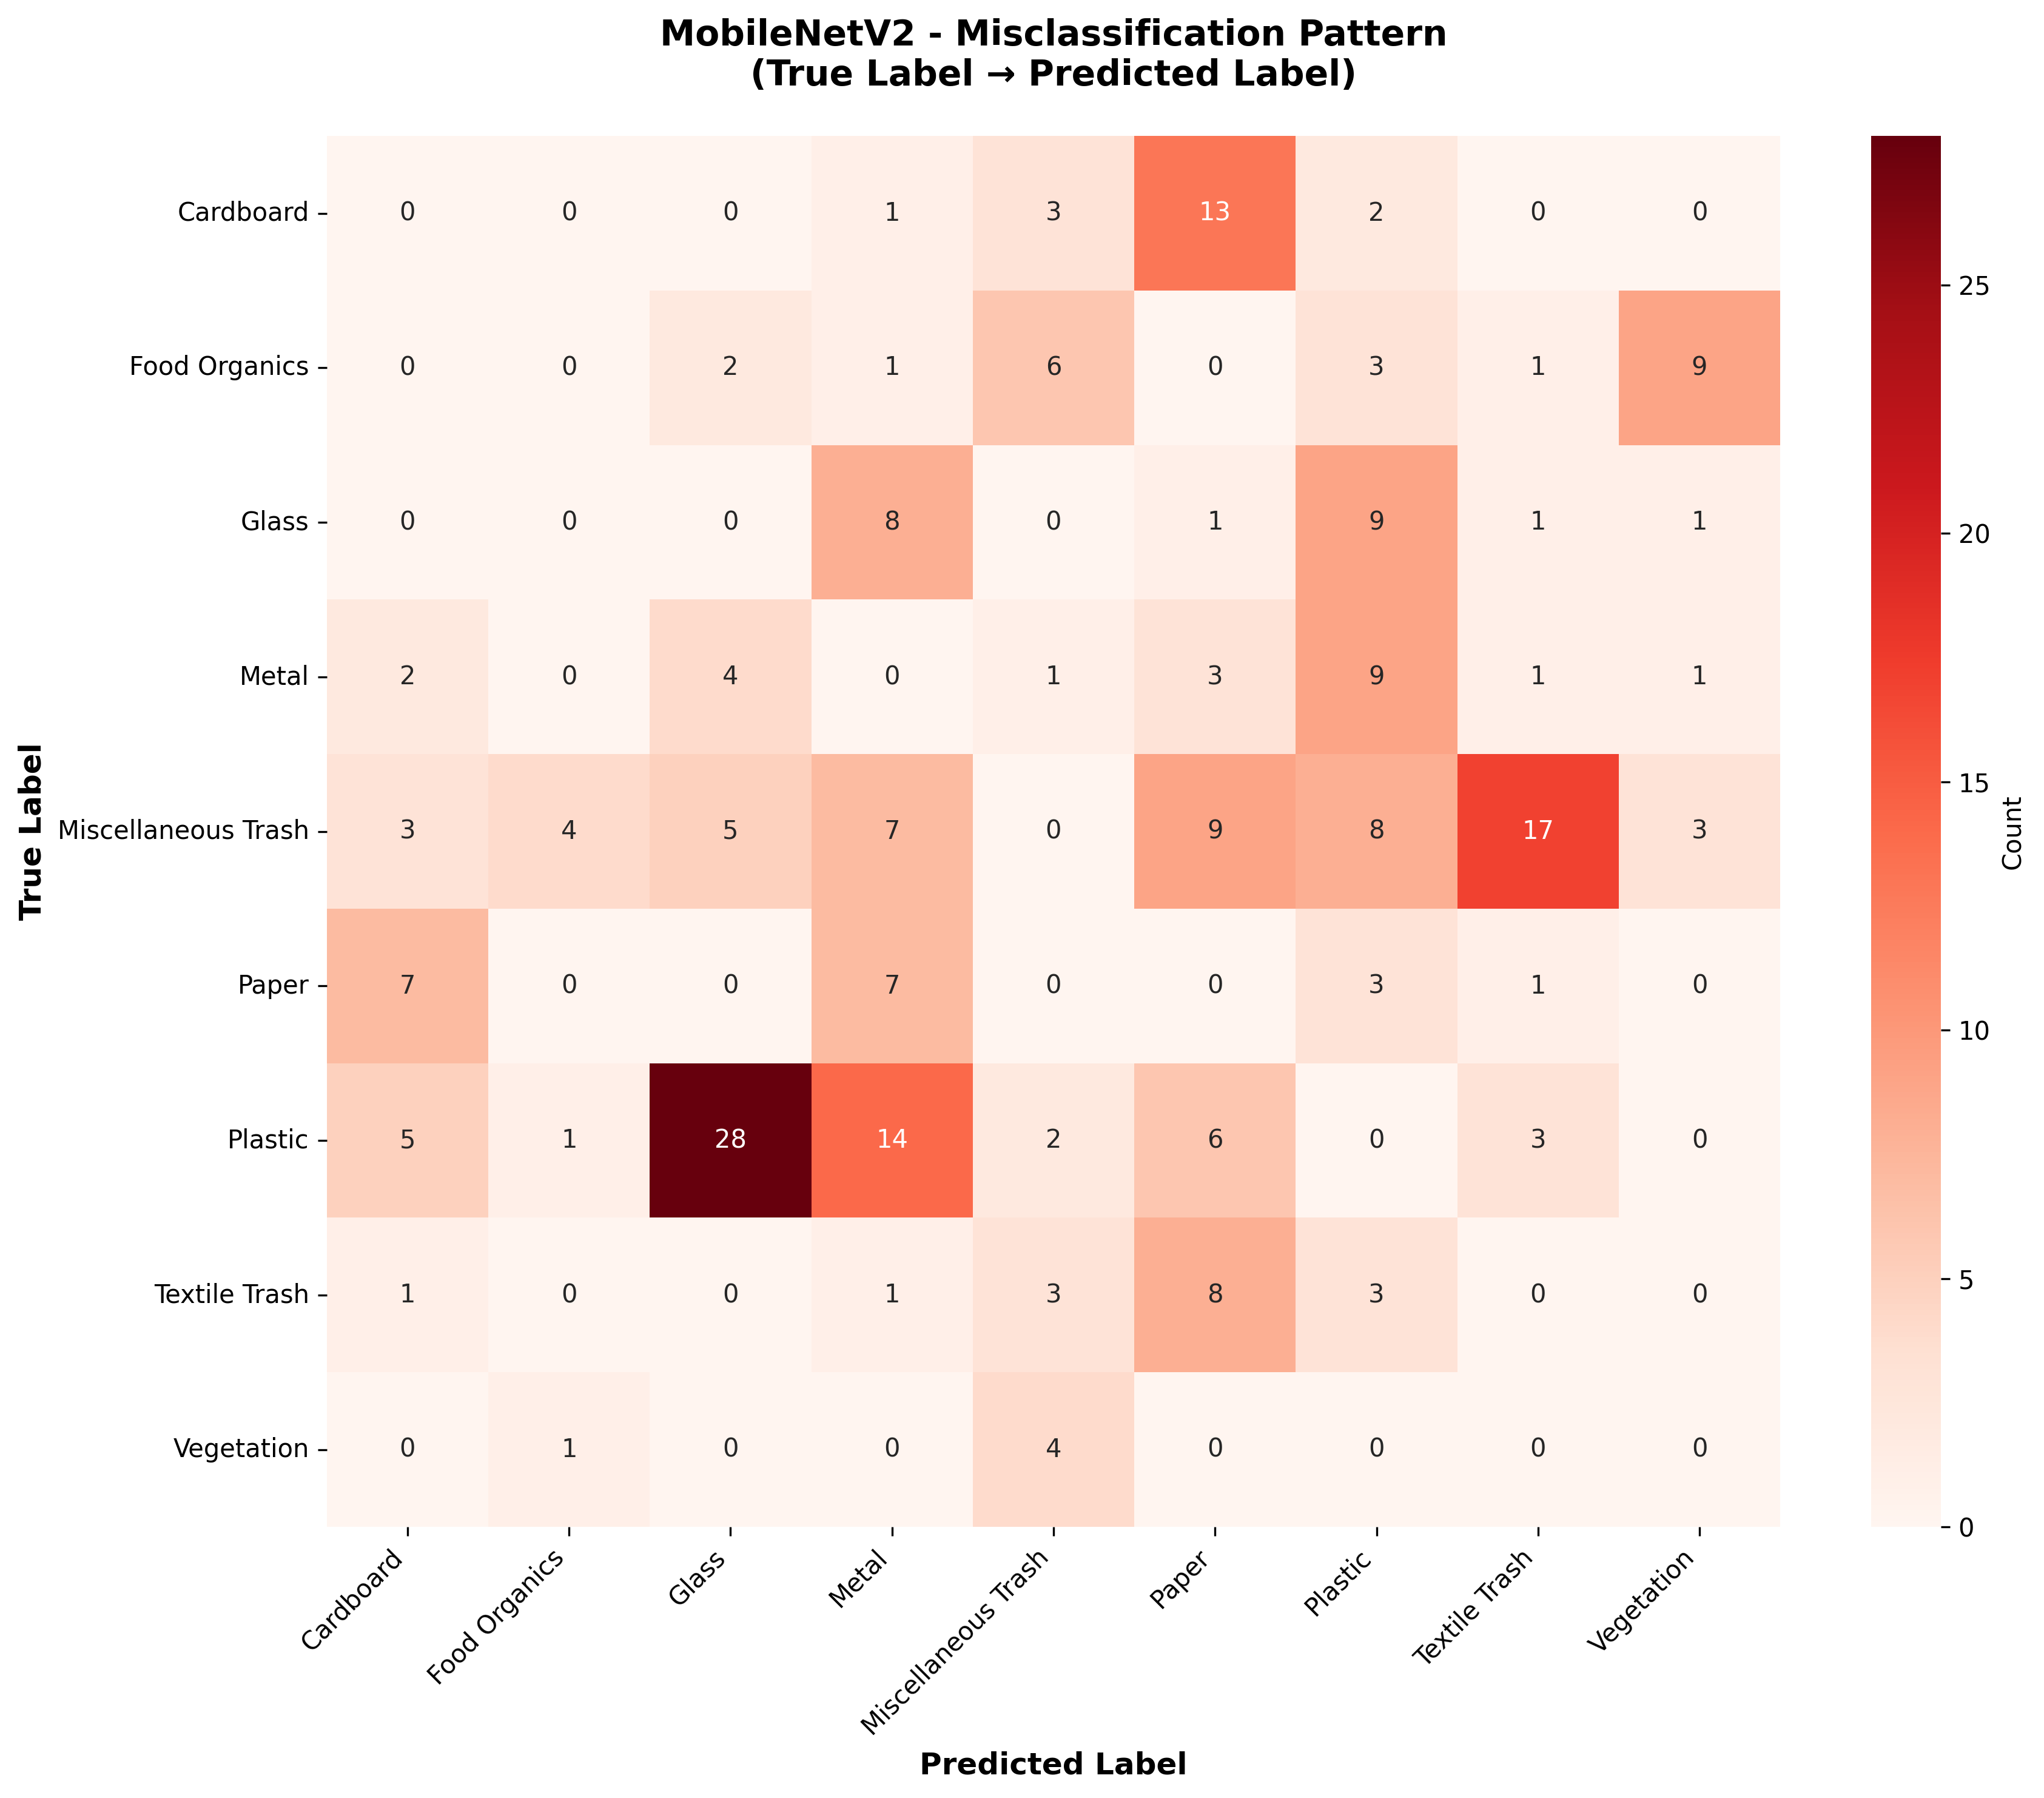 MobileNetV2 - Misclassification Pattern
(True Label → Predicted Label)
True Label
Cardboard 0 0 0 1 3 13 2 0 0
Food Organics 0 0 2 1 6 0 3 1 9
Glass 0 0 0 8 0 1 9 1 1
Metal 2 0 4 0 1 3 9 1 1
Miscellaneous Trash 3 4 5 7 0 9 8 17 3
Paper 7 0 0 7 0 0 3 1 0
Plastic 5 1 28 14 2 6 0 3 0
Textile Trash 1 0 0 1 3 8 3 0 0
Vegetation 0 1 0 0 4 0 0 0 0
Cardboard Food Organics Glass Metal Miscellaneous Trash Paper Plastic Textile Trash Vegetation
Predicted Label
25
20
15
10
5
0
Count